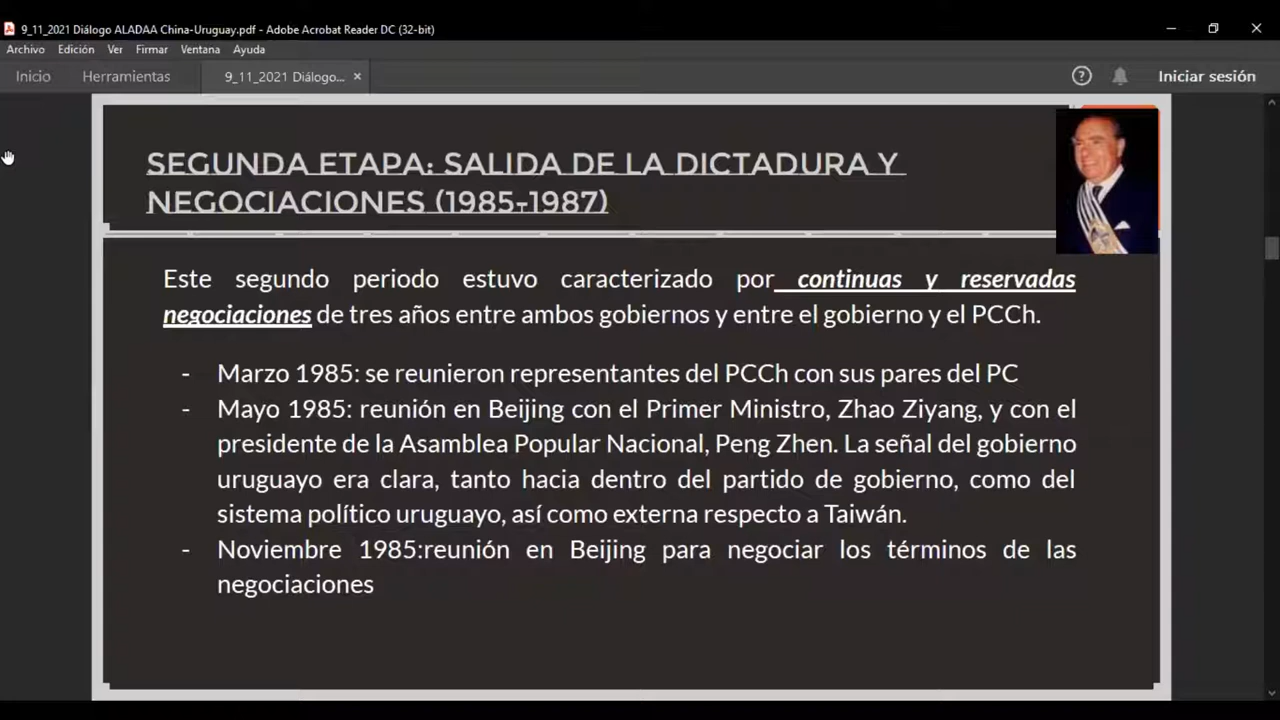 9_11_2021 Diálogo ALADAA China-Uruguay.pdf - Adobe Acrobat Reader DC (32-bit)
Archivo Edición Ver Firmar Ventana Ayuda
Inicio Herramientas 9_11_2021 Diálogo... × Iniciar sesión
SEGUNDA ETAPA: SALIDA DE LA DICTADURA Y
NEGOCIACIONES (1985-1987)
Este segundo periodo estuvo caracterizado por continuas y reservadas
negociaciones de tres años entre ambos gobiernos y entre el gobierno y el PCCh.
- Marzo 1985: se reunieron representantes del PCCh con sus pares del PC
- Mayo 1985: reunión en Beijing con el Primer Ministro, Zhao Ziyang, y con el
presidente de la Asamblea Popular Nacional, Peng Zhen. La señal del gobierno
uruguayo era clara, tanto hacia dentro del partido de gobierno, como del
sistema político uruguayo, así como externa respecto a Taiwán.
- Noviembre 1985:reunión en Beijing para negociar los términos de las
negociaciones